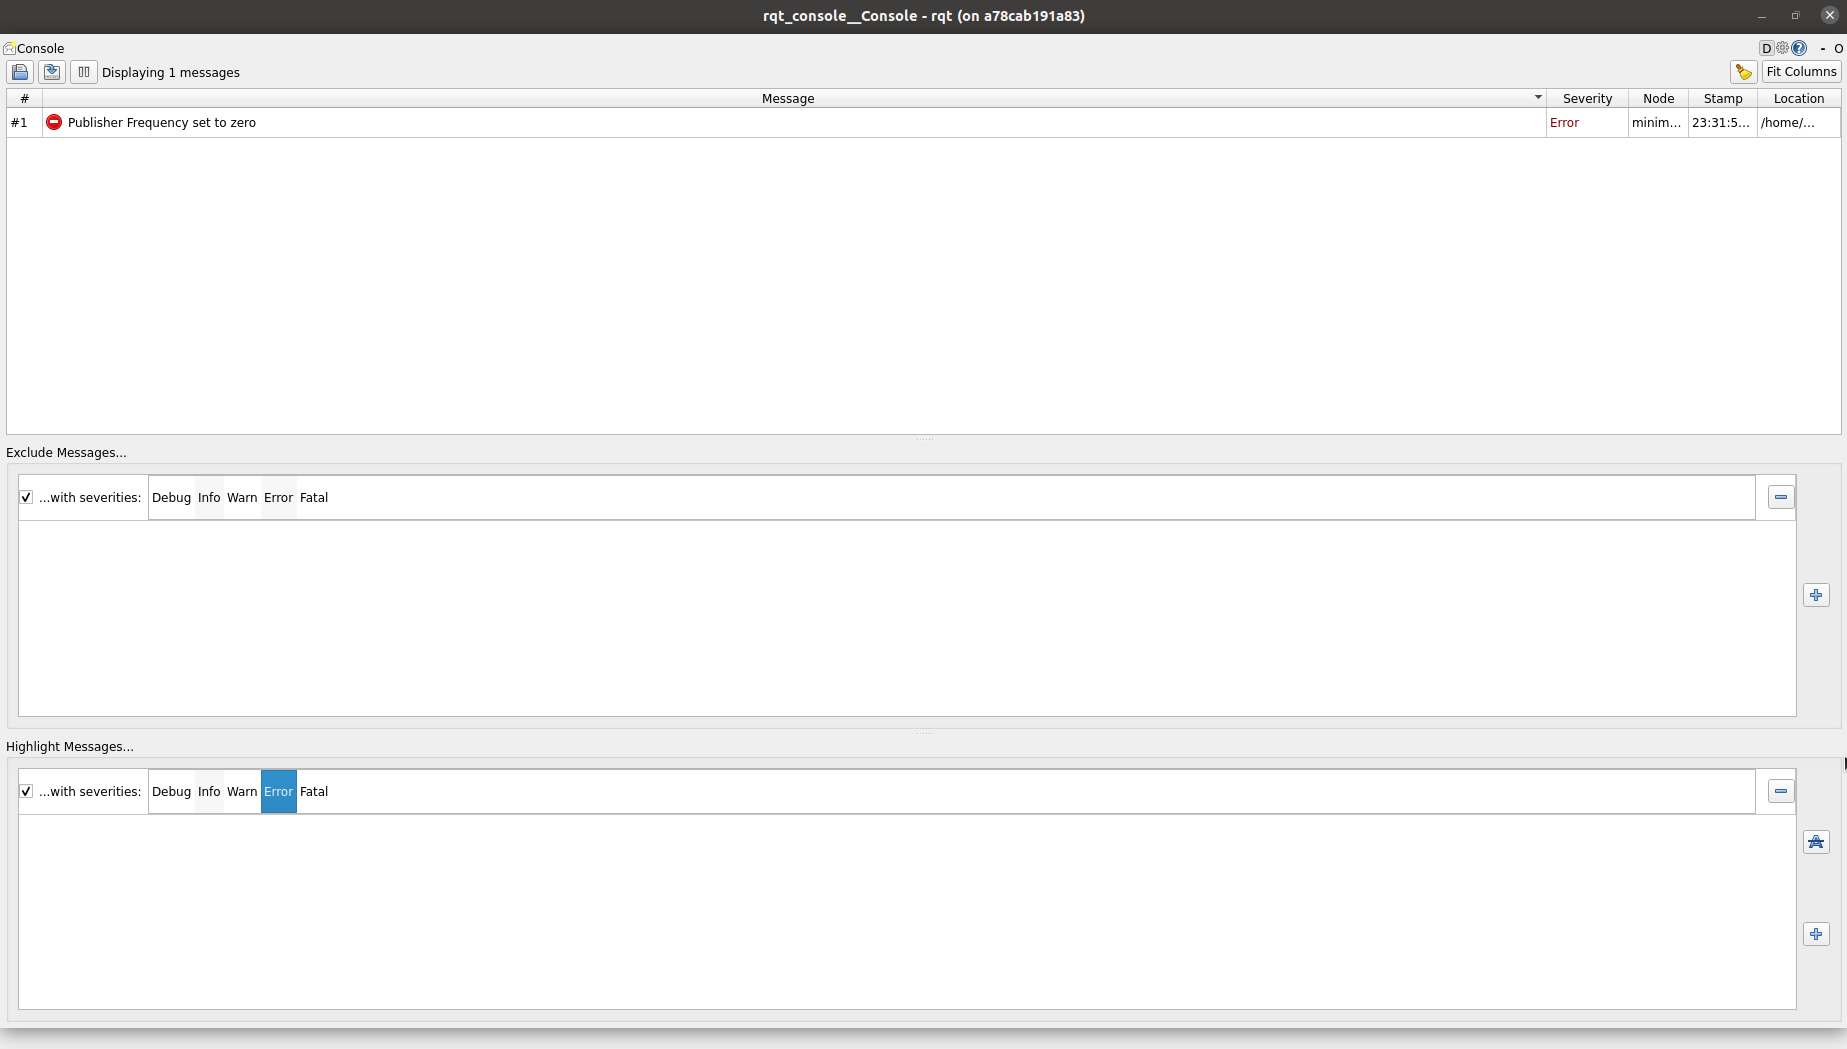 rqt_console__Console - rqt (on a78cab191a83)
Console D ? - O
Displaying 1 messages Fit Columns
# Message Severity Node Stamp Location
#1 Publisher Frequency set to zero Error minim... 23:31:5... /home/...
Exclude Messages...
...with severities: Debug Info Warn Error Fatal
Highlight Messages...
...with severities: Debug Info Warn Error Fatal